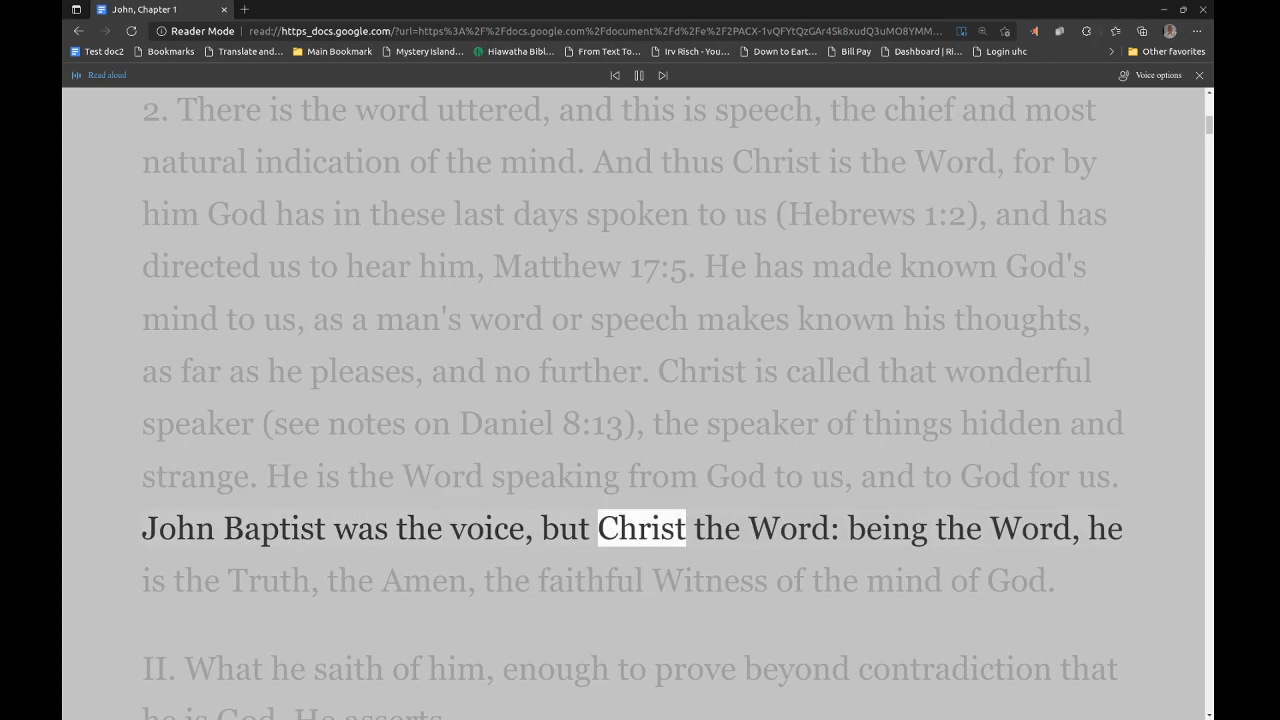 John, Chapter 1
Reader Mode
read://https_docs.google.com/?url=https%3A%2F%2Fdocs.google.com%2Fdocument%2Fd%2Fe%2F2PACX-1vQFYtQzGAr4Sk8xudQ3uMO8YMM...
Test doc2
Bookmarks
Translate and...
Main Bookmark
Mystery Island...
Hiawatha Bibl...
From Text To...
Irv Risch - You...
Down to Eart...
Bill Pay
Dashboard | Ri...
Login uhc
Other favorites
Read aloud
Voice options
2. There is the word uttered, and this is speech, the chief and most
natural indication of the mind. And thus Christ is the Word, for by
him God has in these last days spoken to us (Hebrews 1:2), and has
directed us to hear him, Matthew 17:5. He has made known God's
mind to us, as a man's word or speech makes known his thoughts,
as far as he pleases, and no further. Christ is called that wonderful
speaker (see notes on Daniel 8:13), the speaker of things hidden and
strange. He is the Word speaking from God to us, and to God for us.
John Baptist was the voice, but Christ the Word: being the Word, he
is the Truth, the Amen, the faithful Witness of the mind of God.
II. What he saith of him, enough to prove beyond contradiction that
he is God. He asserts,